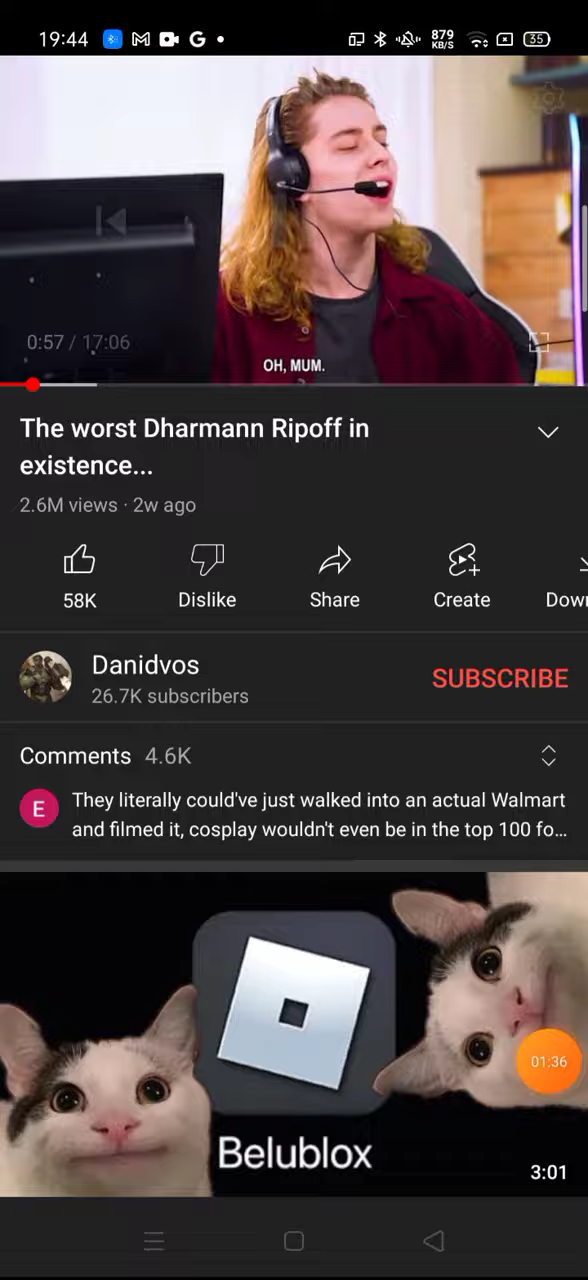 19:44
G
879
KB/S
35
0:57 / 17:06
OH, MUM.
The worst Dharmann Ripoff in
existence...
2.6M views · 2w ago
58K
Dislike
Share
Create
Dow
Danidvos
26.7K subscribers
SUBSCRIBE
Comments 4.6K
E
They literally could've just walked into an actual Walmart
and filmed it, cosplay wouldn't even be in the top 100 fo...
01:36
Belublox
3:01